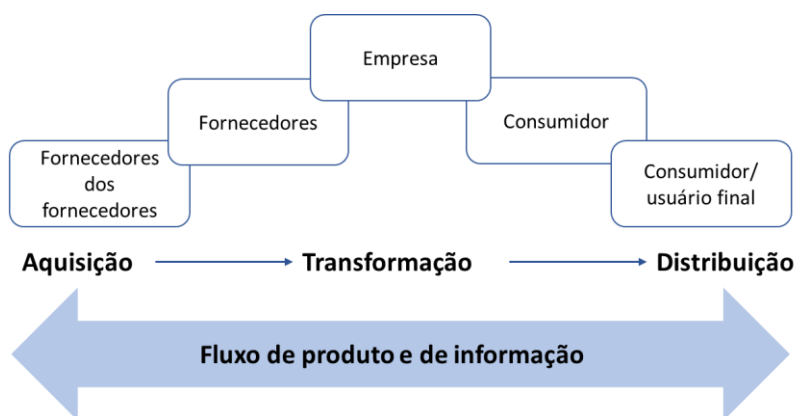 Empresa
Fornecedores
Consumidor
Fornecedores
dos
fornecedores
Consumidor/
usuário final
Aquisição
Transformação
Distribuição
Fluxo de produto e de informação